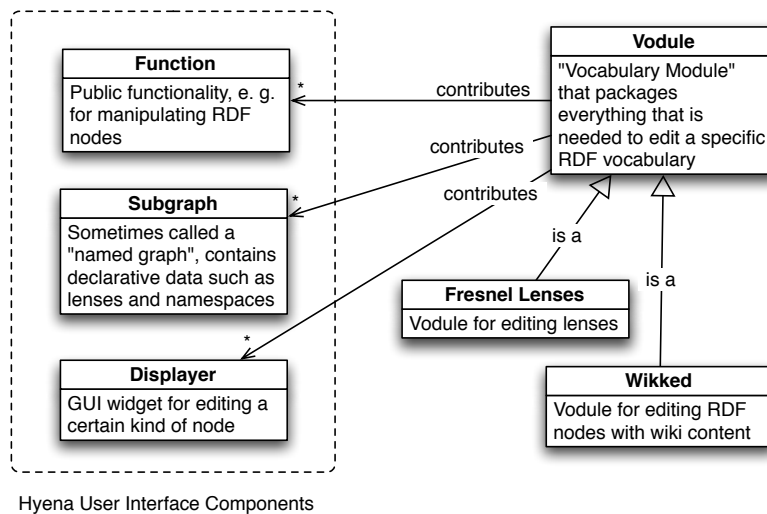 Function
Public functionality, e. g.
for manipulating RDF
nodes
Subgraph
Sometimes called a
"named graph", contains
declarative data such as
lenses and namespaces
Displayer
GUI widget for editing a
certain kind of node
Hyena User Interface Components
*
contributes
*
contributes
*
contributes
Vodule
"Vocabulary Module"
that packages
everything that is
needed to edit a specific
RDF vocabulary
is a
is a
Fresnel Lenses
Vodule for editing lenses
Wikked
Vodule for editing RDF
nodes with wiki content